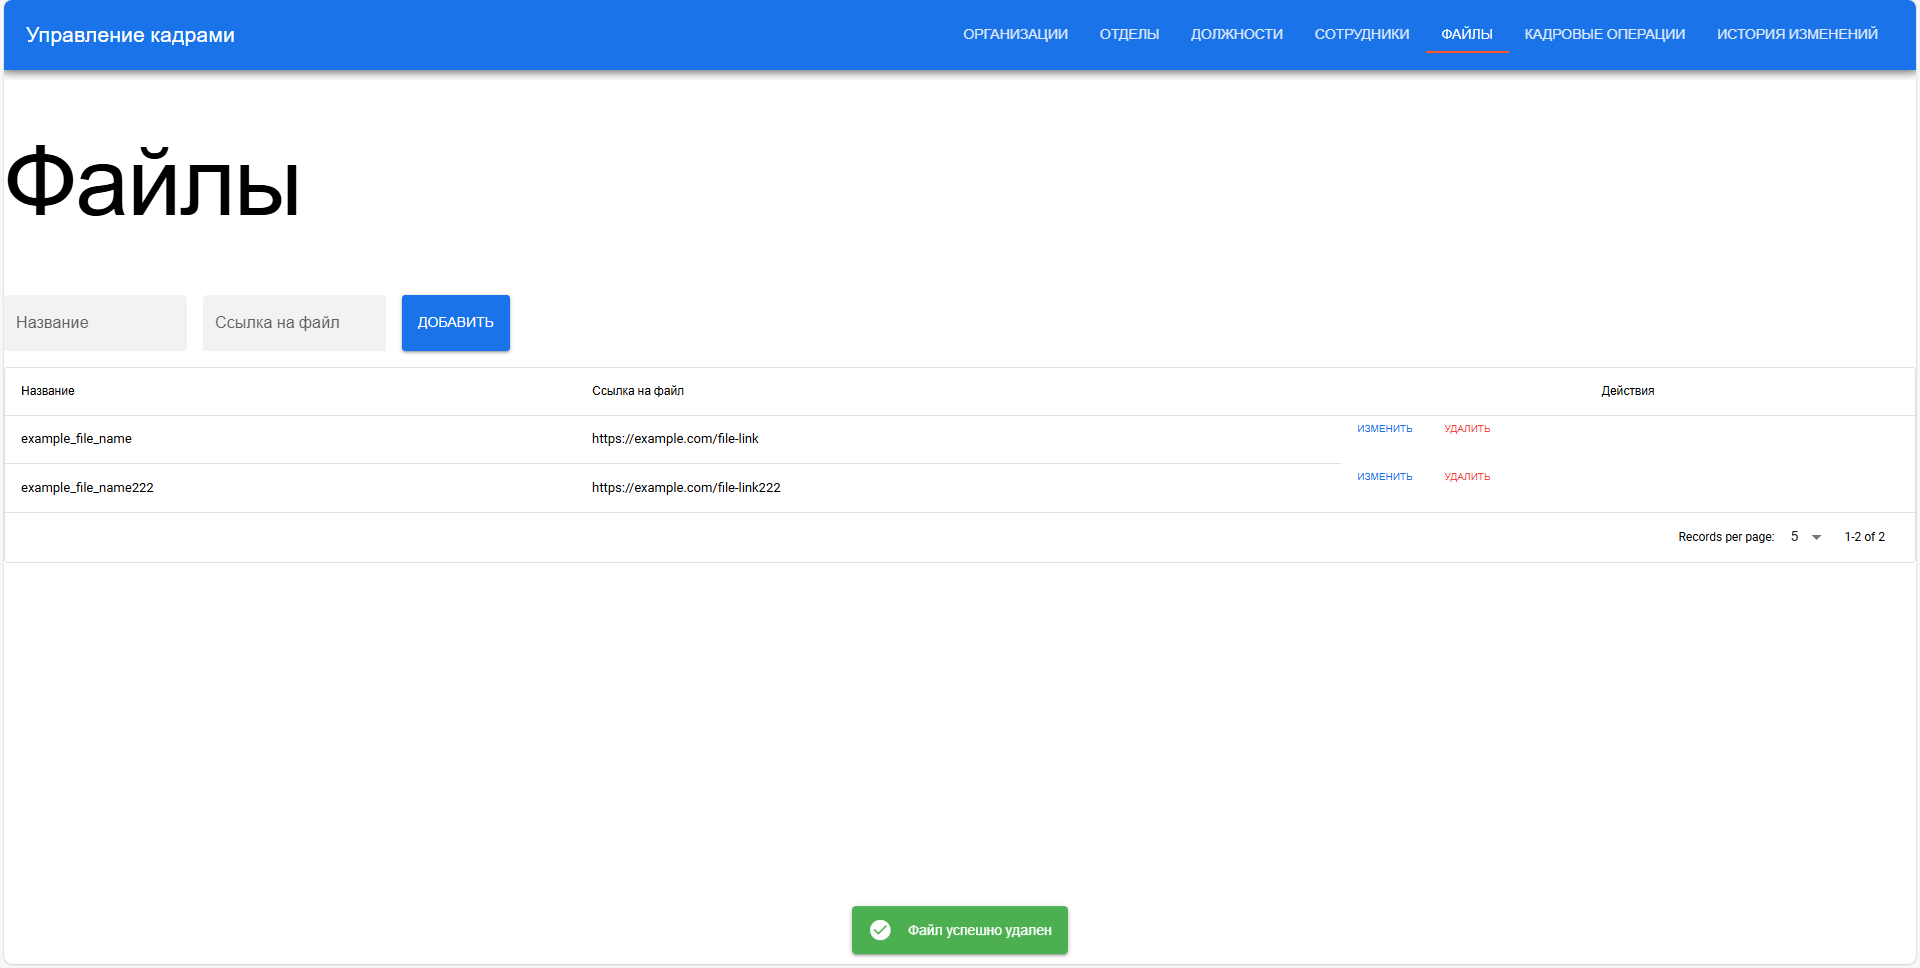 Управление кадрами
ОРГАНИЗАЦИИ ОТДЕЛЫ ДОЛЖНОСТИ СОТРУДНИКИ ФАЙЛЫ КАДРОВЫЕ ОПЕРАЦИИ ИСТОРИЯ ИЗМЕНЕНИЙ
Файлы
Название Ссылка на файл ДОБАВИТЬ
Название Ссылка на файл Действия
example_file_name https://example.com/file-link ИЗМЕНИТЬ УДАЛИТЬ
example_file_name222 https://example.com/file-link222 ИЗМЕНИТЬ УДАЛИТЬ
Records per page: 5 1-2 of 2
Файл успешно удален